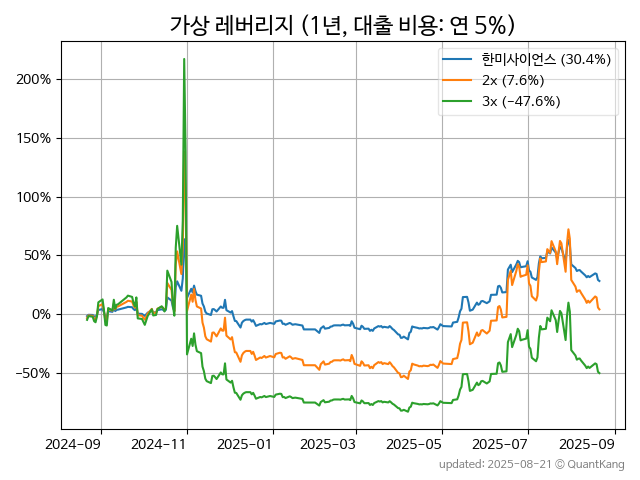 가상 레버리지 (1년, 대출 비용: 연 5%)
한미사이언스 (30.4%)
2x (7.6%)
3x (−47.6%)
200%
150%
100%
50%
0%
−50%
2024-09 2024-11 2025-01 2025-03 2025-05 2025-07 2025-09
updated: 2025-08-21 © QuantKang